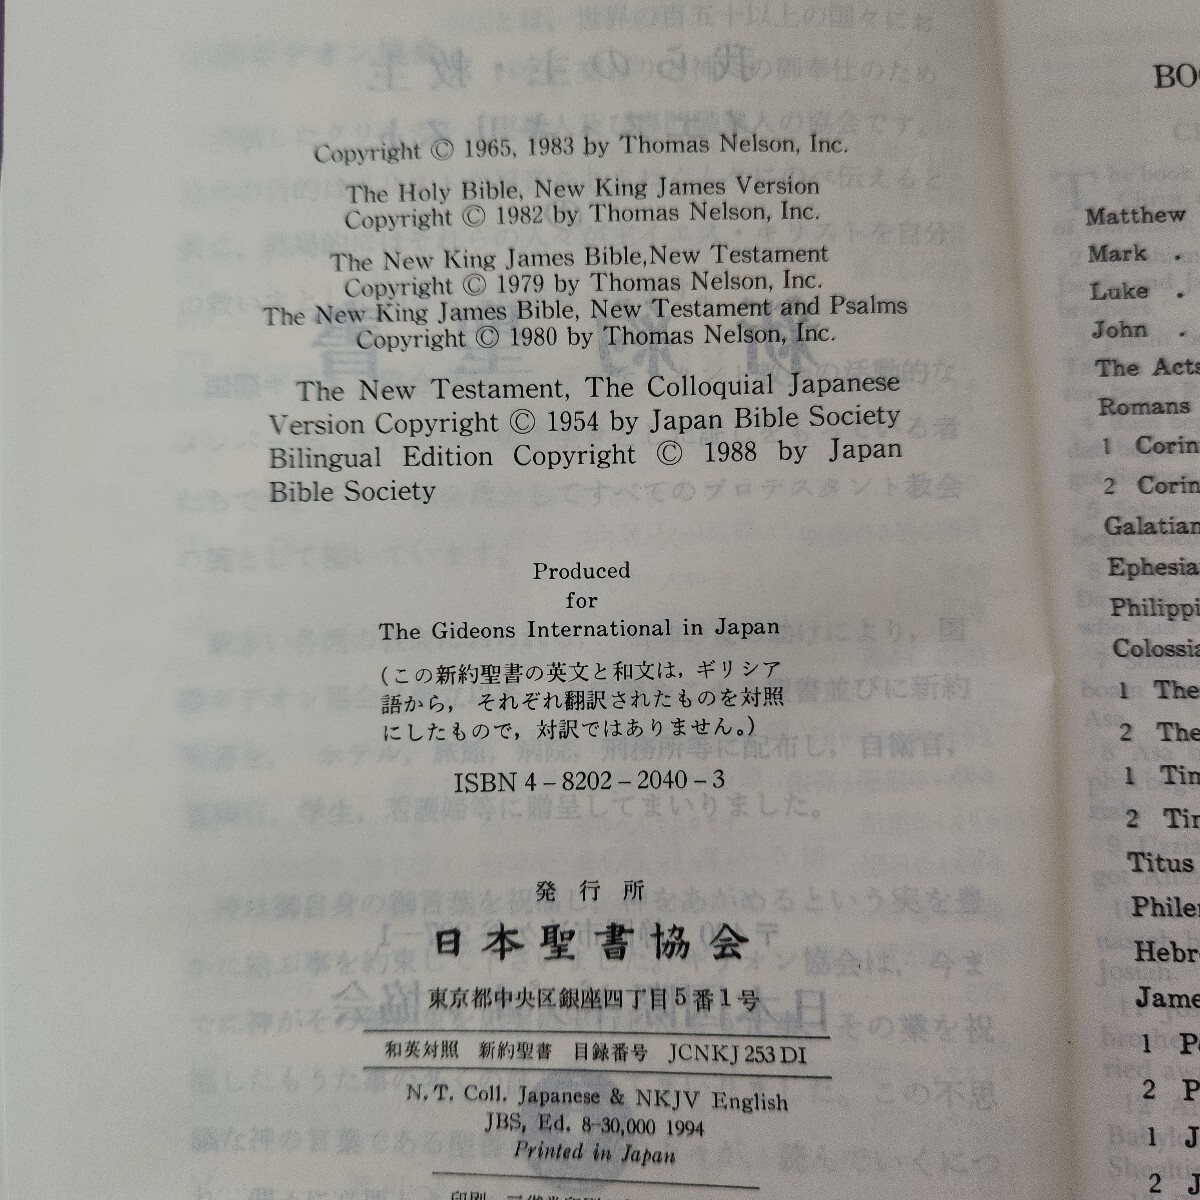 Copyright © 1965, 1983 by Thomas Nelson, Inc.
The Holy Bible, New King James Version
Copyright © 1982 by Thomas Nelson, Inc.
The New King James Bible, New Testament
Copyright © 1979 by Thomas Nelson, Inc.
The New King James Bible, New Testament and Psalms
Copyright © 1980 by Thomas Nelson, Inc.
The New Testament, The Colloquial Japanese
Version Copyright © 1954 by Japan Bible Society
Bilingual Edition Copyright © 1988 by Japan
Bible Society
Produced
for
The Gideons International in Japan
(この新約聖書の英文と和文は，ギリシア
語から，それぞれ翻訳されたものを対照
にしたもので，対訳ではありません。)
ISBN 4-8202-2040-3
発行所
日本聖書協会
東京都中央区銀座四丁目5番1号
和英対照 新約聖書 目録番号 JCNKJ 253 DI
N.T. Coll. Japanese & NKJV English
JBS, Ed. 8-30,000 1994
Printed in Japan
BOO
Matthew
Mark .
Luke .
John .
The Acts
Romans
1 Corin
2 Corin
Galatian
Ephesia
Philippi
Colossia
1 The
2 The
1 Tim
2 Tim
Titus
Philem
Hebre
Jame
1 P
2 P
1 J
2 J